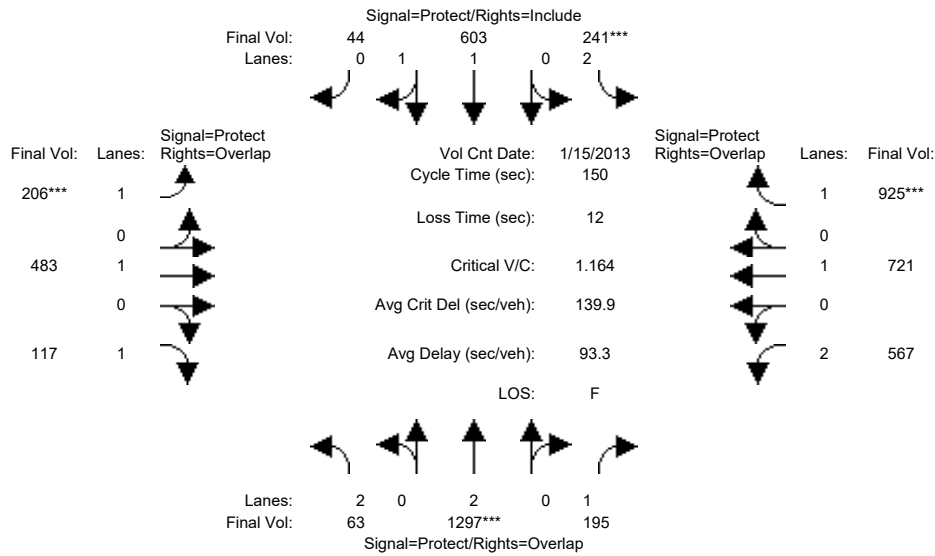 Signal=Protect/Rights=Include
Final Vol: 44 603 241***
Lanes: 0 1 1 0 2
Signal=Protect
Final Vol: Lanes: Rights=Overlap
Vol Cnt Date: 1/15/2013
Signal=Protect
Rights=Overlap Lanes: Final Vol:
Cycle Time (sec): 150
206*** 1
1 925***
Loss Time (sec): 12
0
0
483 1
Critical V/C: 1.164
1 721
0
Avg Crit Del (sec/veh): 139.9
0
117 1
Avg Delay (sec/veh): 93.3
2 567
LOS: F
Lanes: 2 0 2 0 1
Final Vol: 63 1297*** 195
Signal=Protect/Rights=Overlap